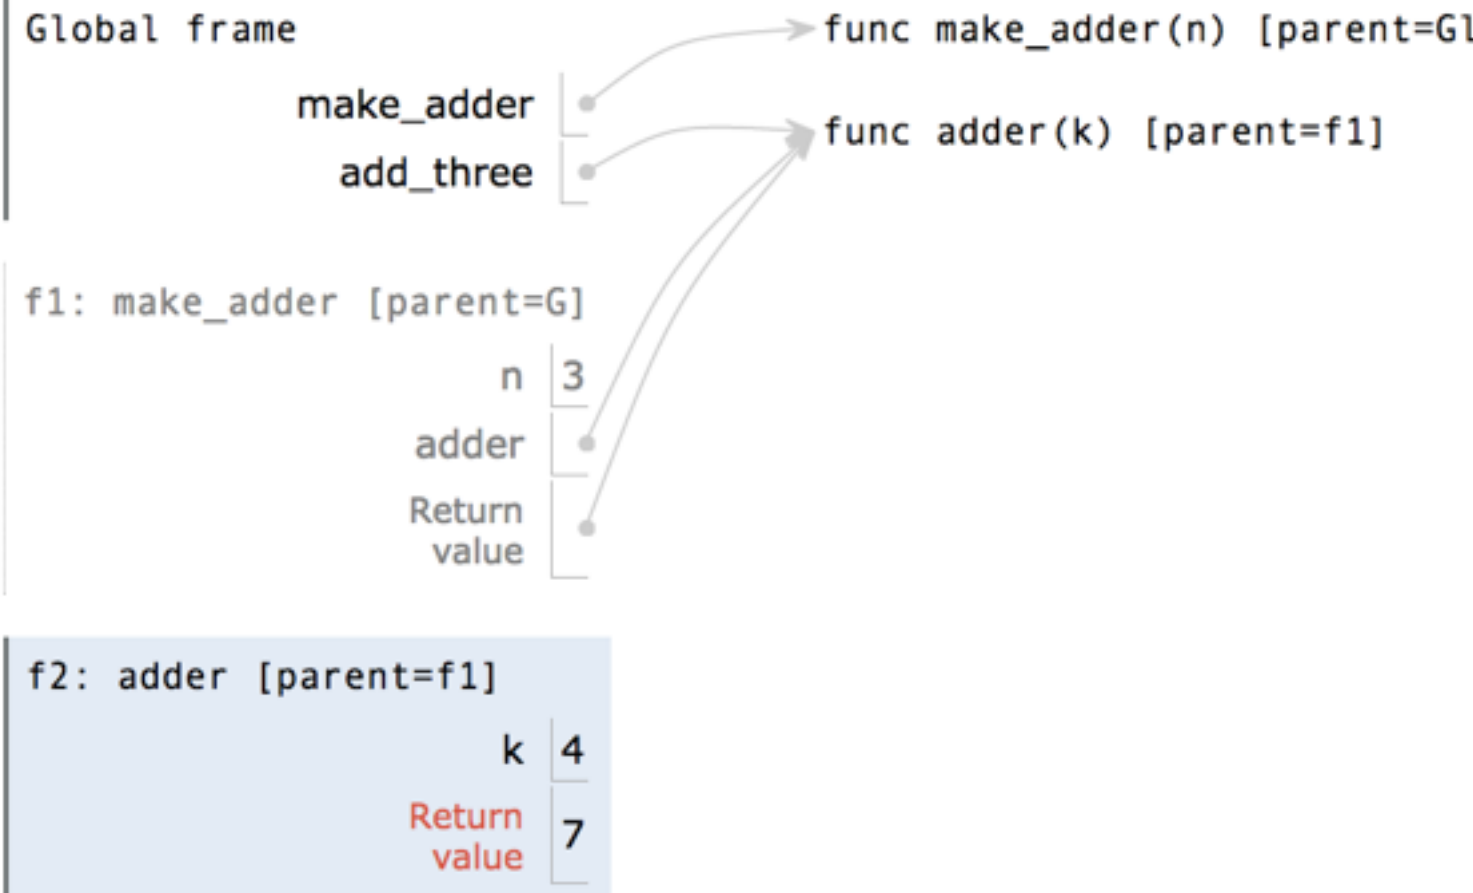 Global frame
func make_adder(n) [parent=Gl
make_adder
func adder(k) [parent=f1]
add_three
f1: make_adder [parent=G]
n 3
adder
Return
value
f2: adder [parent=f1]
k 4
Return
value
7